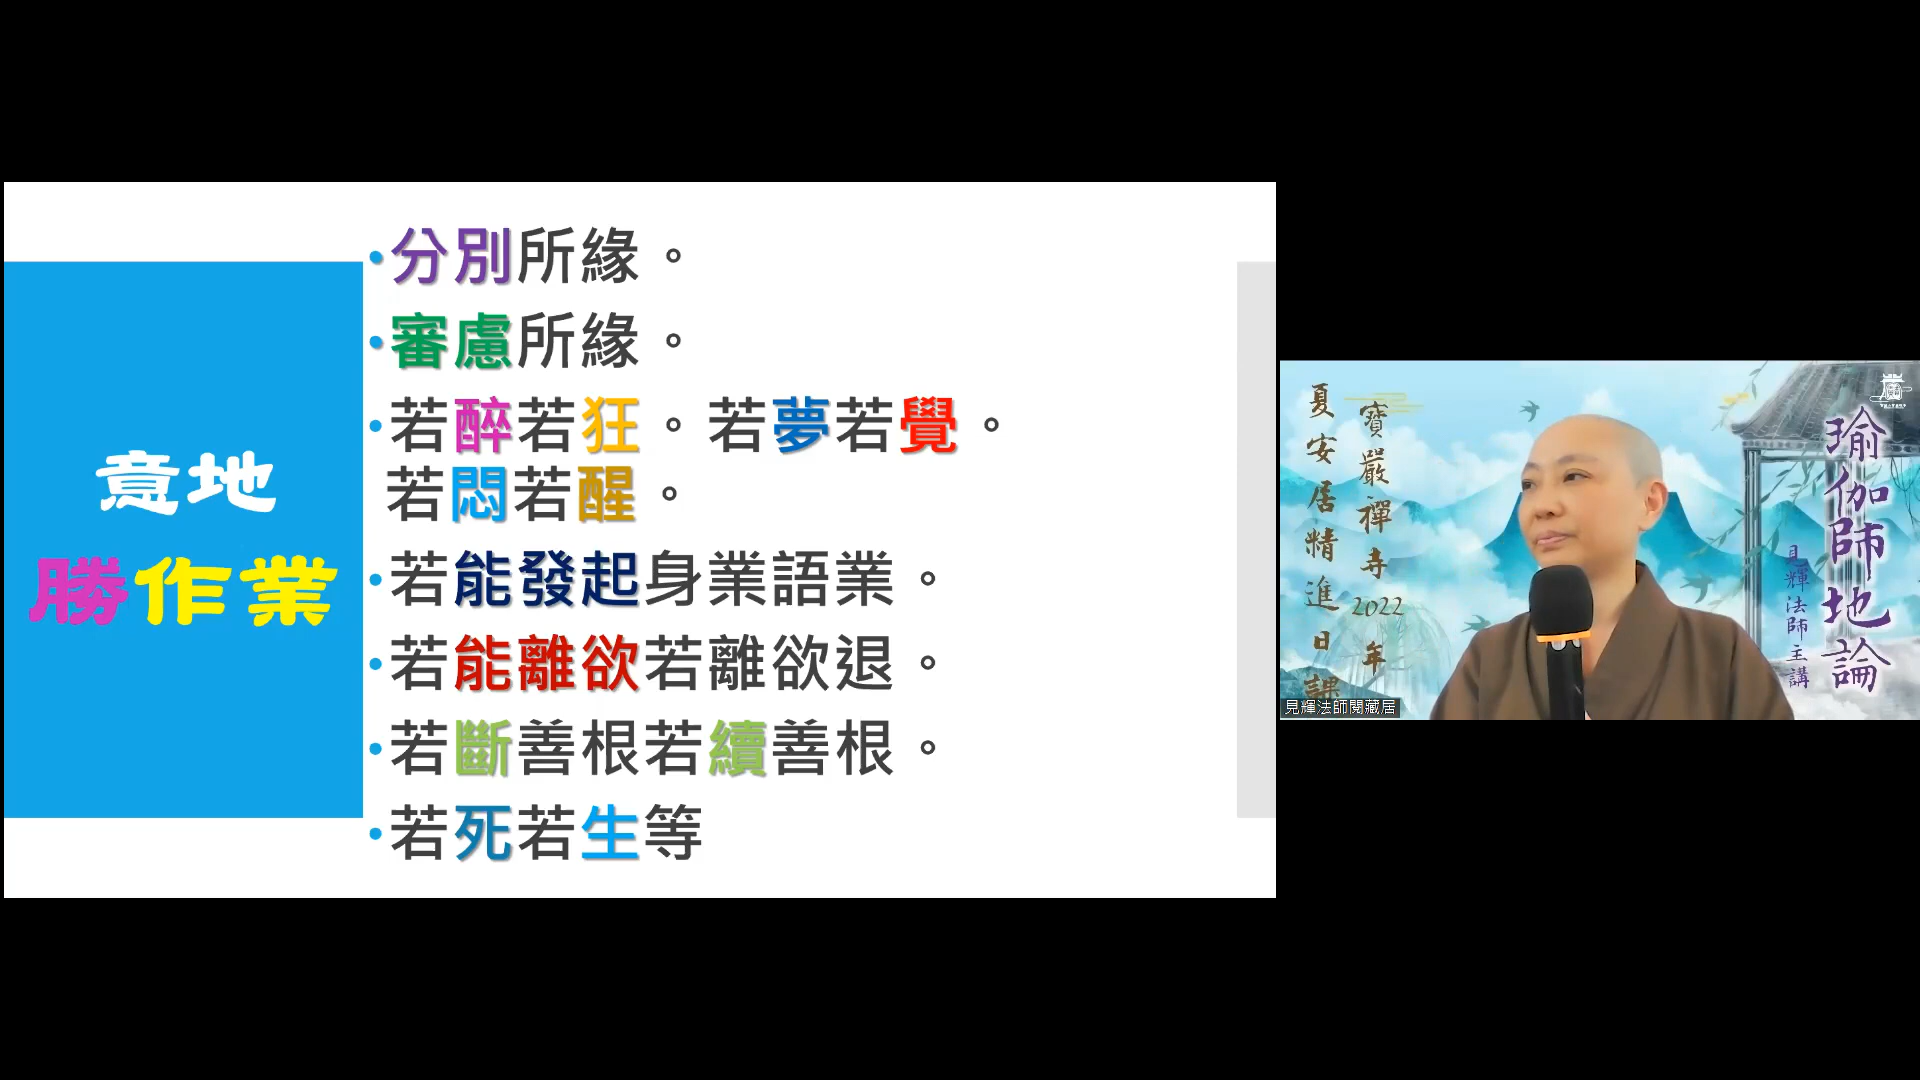 意地
勝作業
•分別所緣。
•審慮所緣。
•若醉若狂。若夢若覺。
若悶若醒。
•若能發起身業語業。
•若能離欲若離欲退。
•若斷善根若續善根。
•若死若生等
夏安居精進日課
寶嚴禪寺2022年
瑜伽師地論
見輝法師主講
見輝法師閱藏居